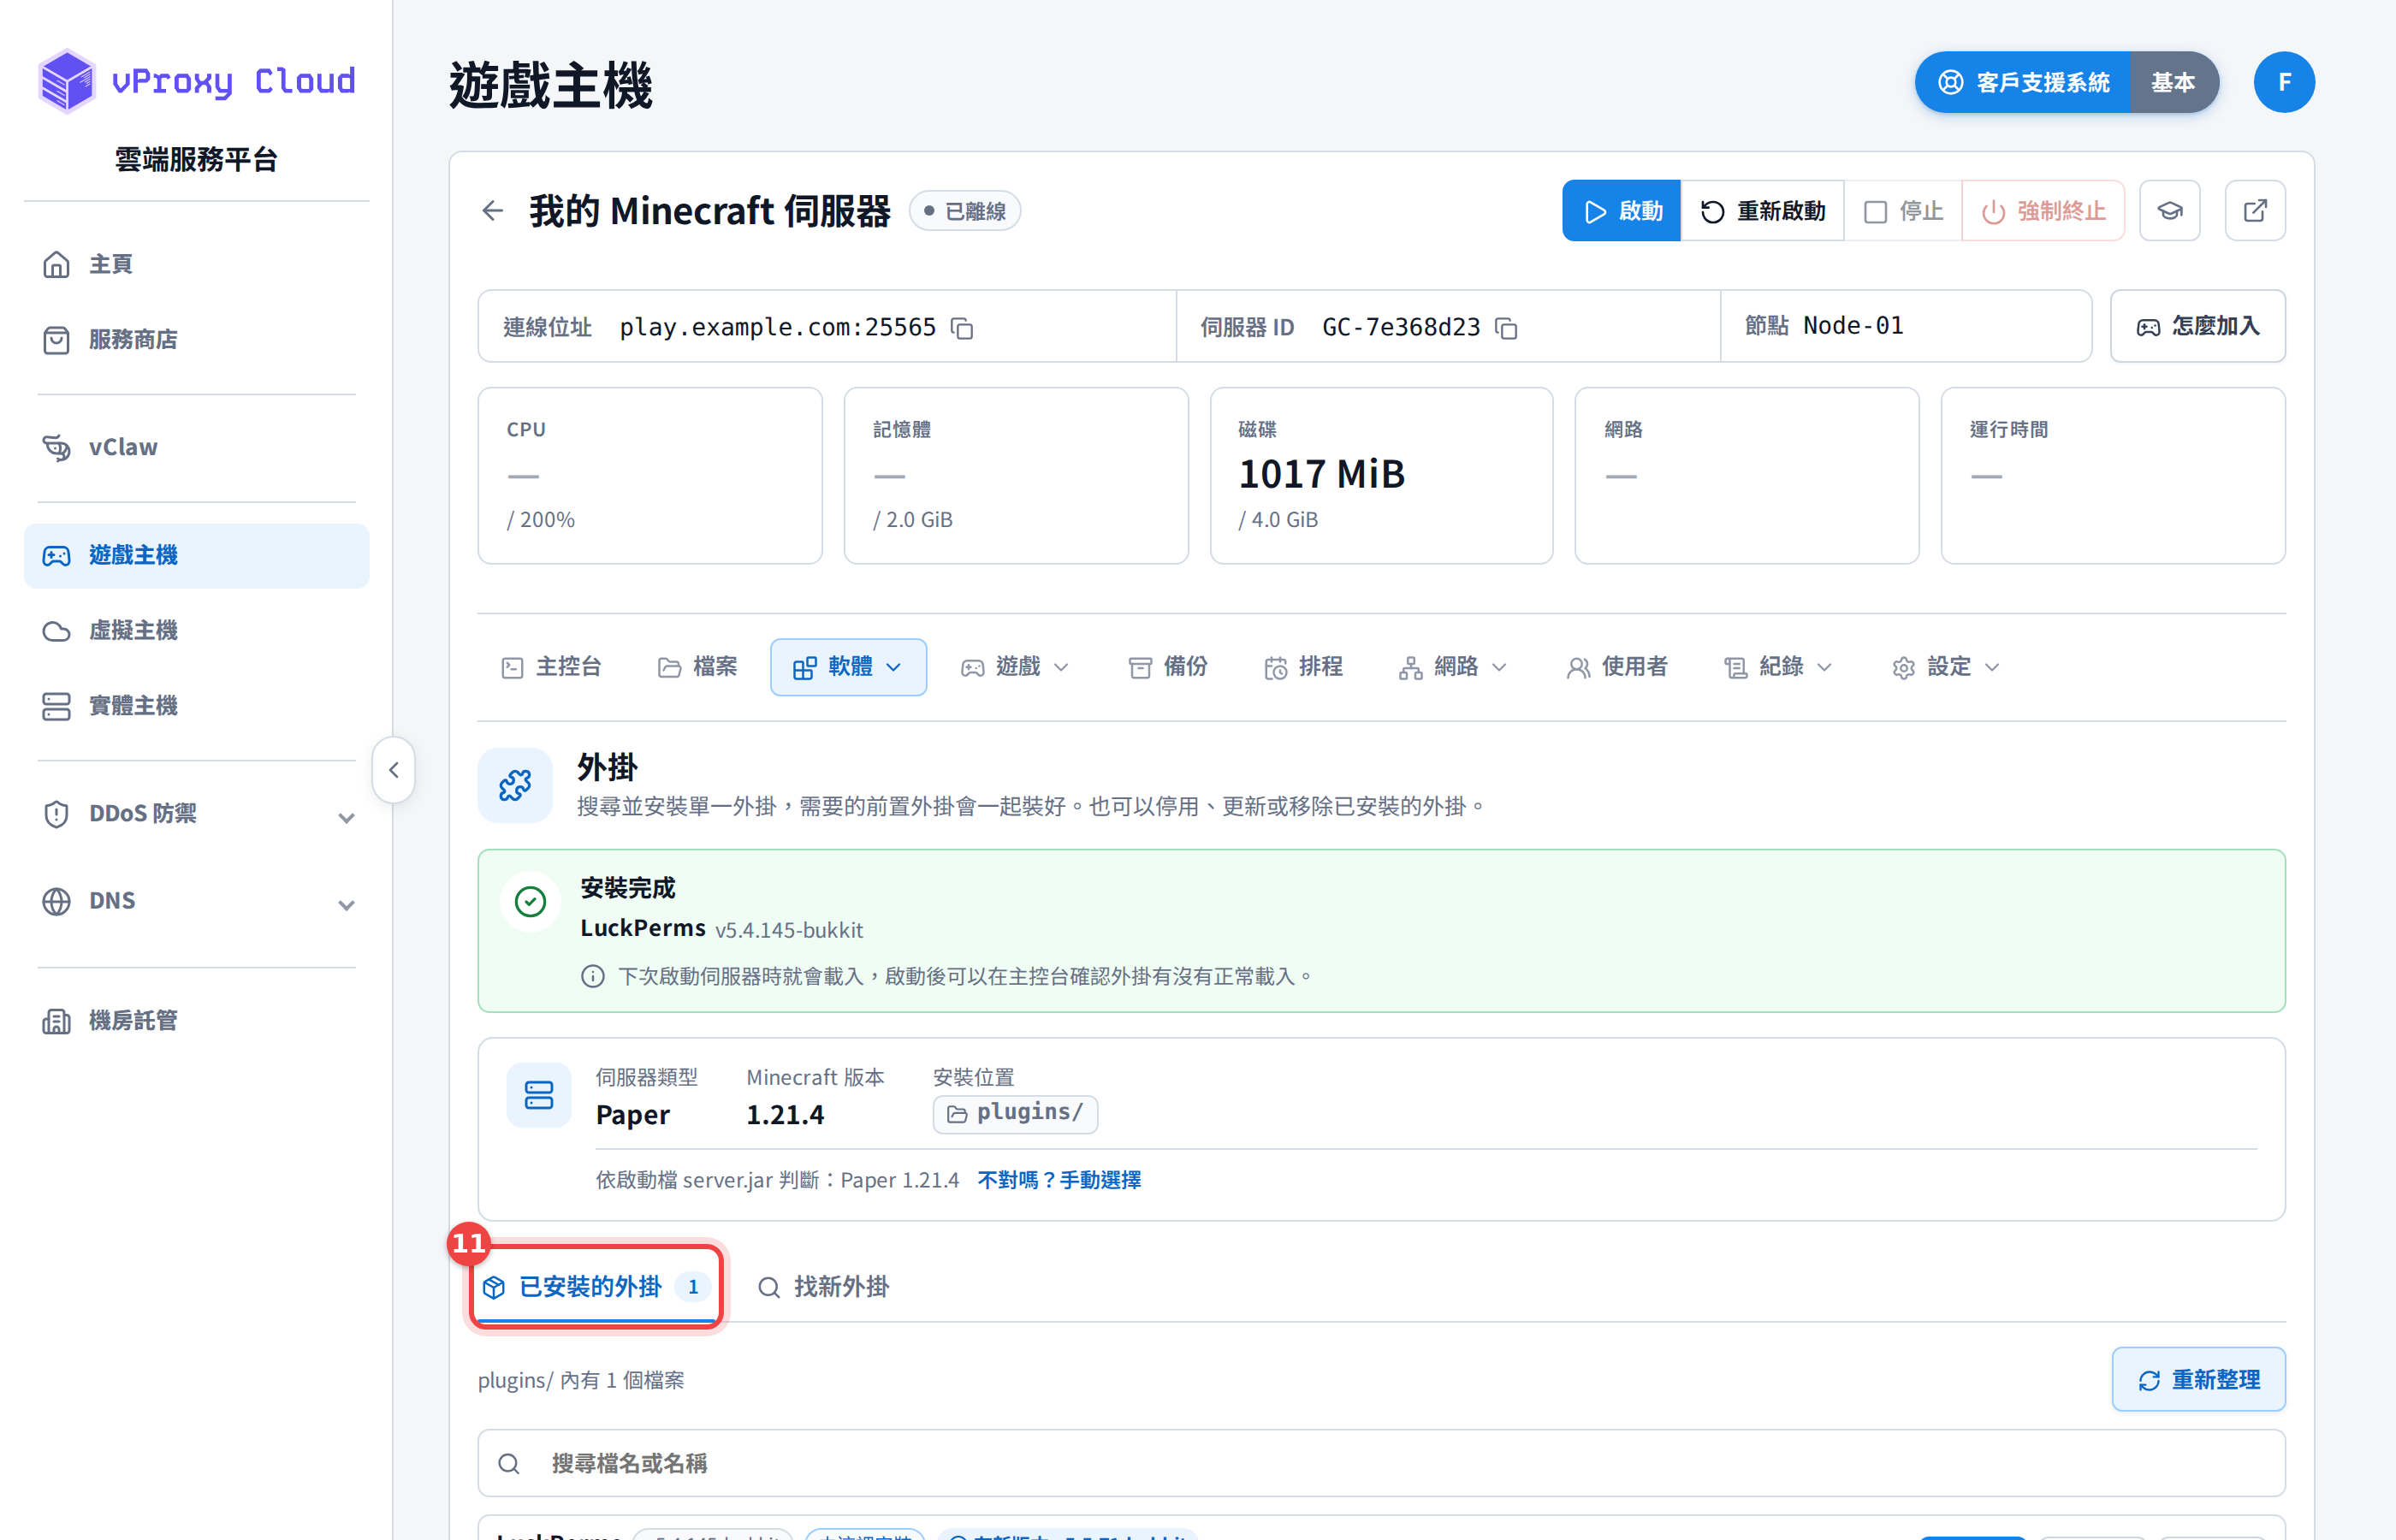 vProxy Cloud
雲端服務平台
主頁
服務商店
vClaw
遊戲主機
虛擬主機
實體主機
DDoS 防禦
DNS
機房託管
遊戲主機
客戶支援系統 基本
F
我的 Minecraft 伺服器 已離線
啟動 重新啟動 停止 強制終止
連線位址 play.example.com:25565 伺服器 ID GC-7e368d23 節點 Node-01 怎麼加入
CPU
—
/ 200%
記憶體
—
/ 2.0 GiB
磁碟
1017 MiB
/ 4.0 GiB
網路
—
運行時間
—
主控台 檔案 軟體 遊戲 備份 排程 網路 使用者 紀錄 設定
外掛
搜尋並安裝單一外掛，需要的前置外掛會一起裝好。也可以停用、更新或移除已安裝的外掛。
安裝完成
LuckPerms v5.4.145-bukkit
下次啟動伺服器時就會載入，啟動後可以在主控台確認外掛有沒有正常載入。
伺服器類型 Minecraft 版本 安裝位置
Paper 1.21.4 plugins/
依啟動檔 server.jar 判斷：Paper 1.21.4 不對嗎？手動選擇
11
已安裝的外掛 1 找新外掛
plugins/ 內有 1 個檔案 重新整理
搜尋檔名或名稱
LuckPerms